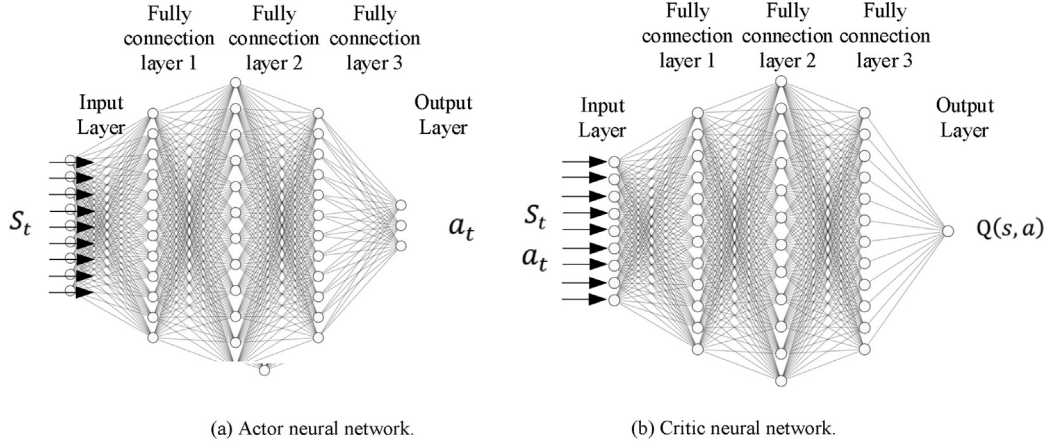 Fully
connection
layer 1
Fully
connection
layer 2
Fully
connection
layer 3
Input
Layer
Output
Layer
S_t
a_t
(a) Actor neural network.
Fully
connection
layer 1
Fully
connection
layer 2
Fully
connection
layer 3
Input
Layer
Output
Layer
S_t
a_t
Q(s, a)
(b) Critic neural network.